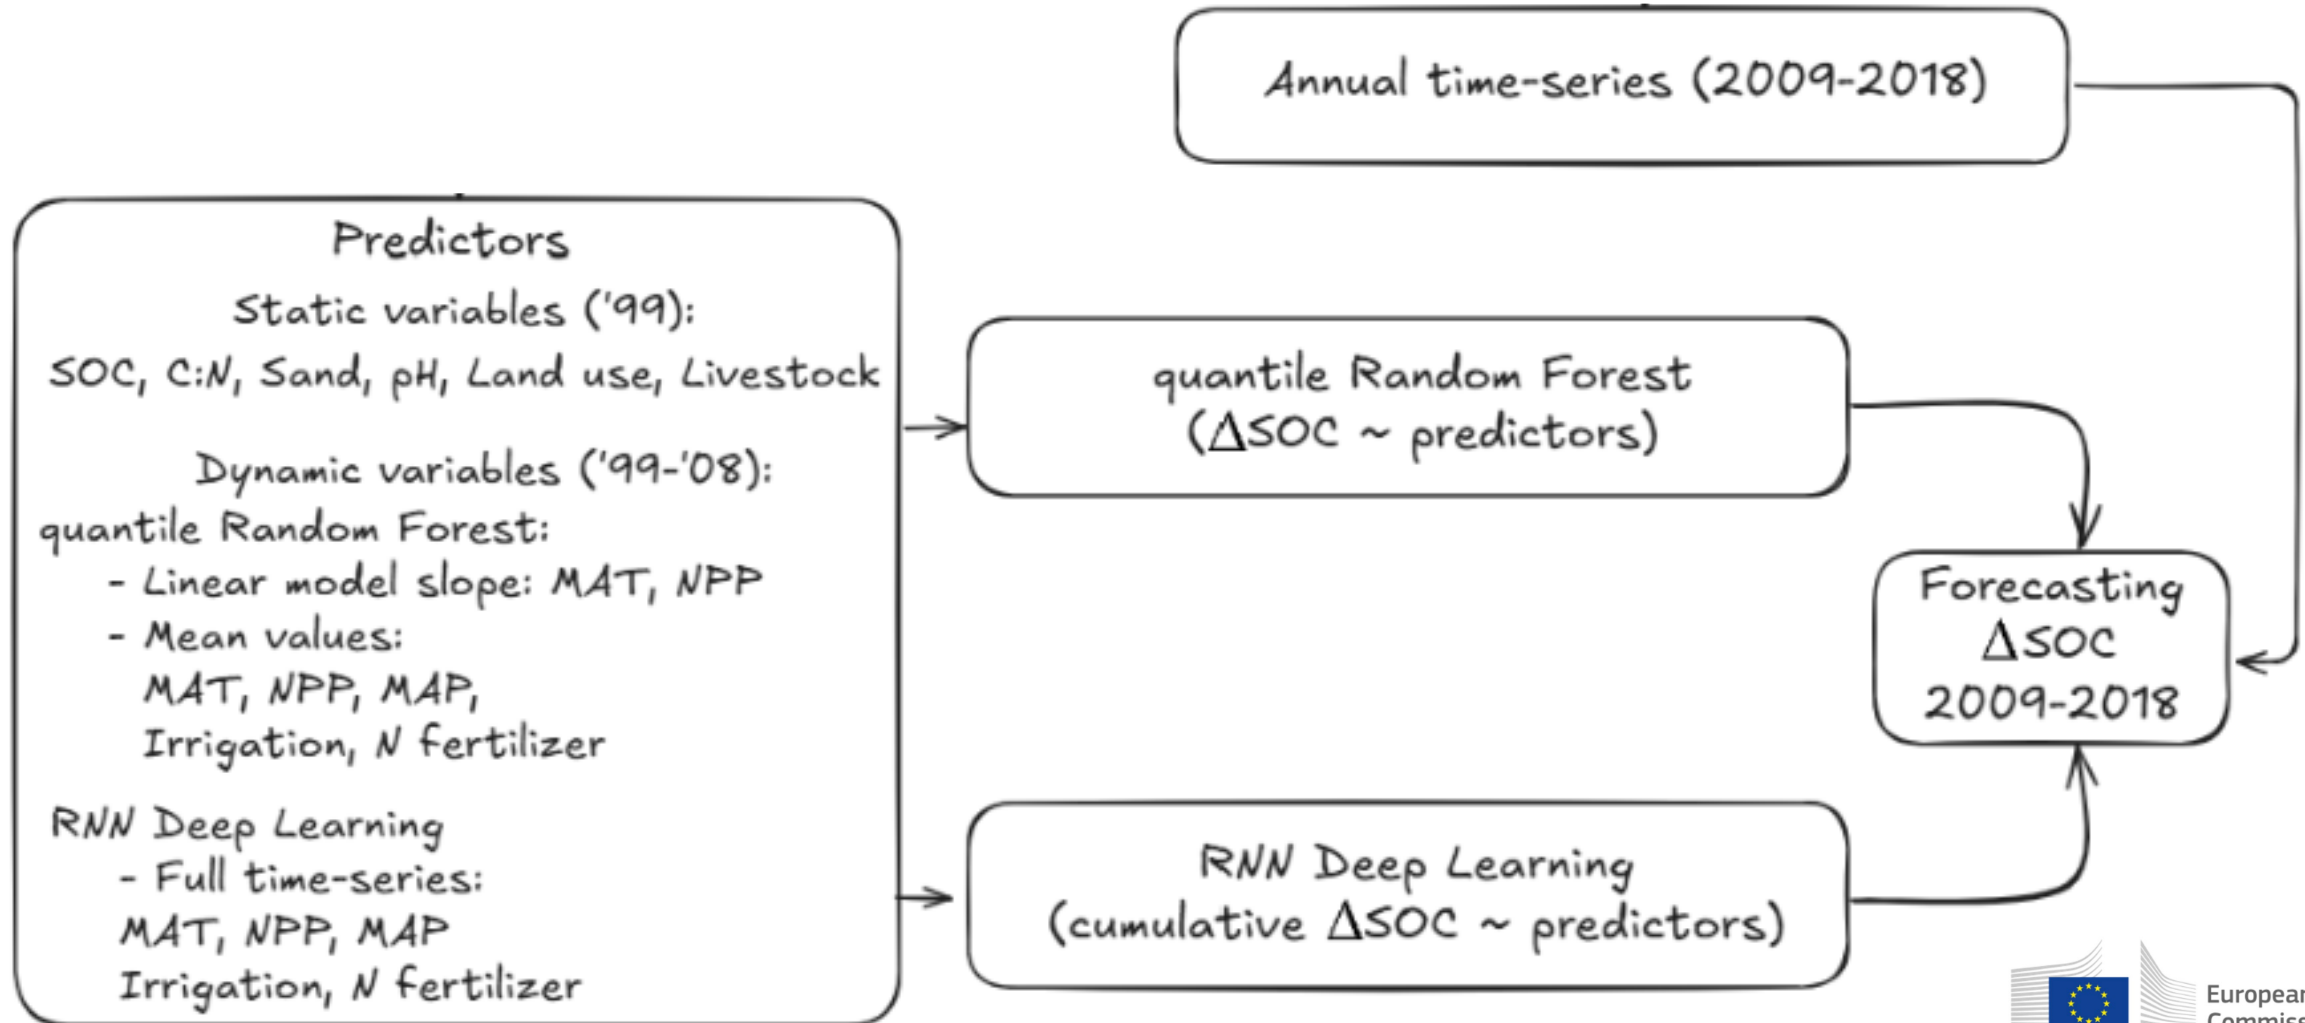 Annual time-series (2009-2018)
Predictors
Static variables ('99):
SOC, C:N, Sand, pH, Land use, Livestock
Dynamic variables ('99-'08):
quantile Random Forest:
- Linear model slope: MAT, NPP
- Mean values:
MAT, NPP, MAP,
Irrigation, N fertilizer
RNN Deep Learning
- Full time-series:
MAT, NPP, MAP
Irrigation, N fertilizer
quantile Random Forest
(ΔSOC ~ predictors)
RNN Deep Learning
(cumulative ΔSOC ~ predictors)
Forecasting
ΔSOC
2009-2018
European